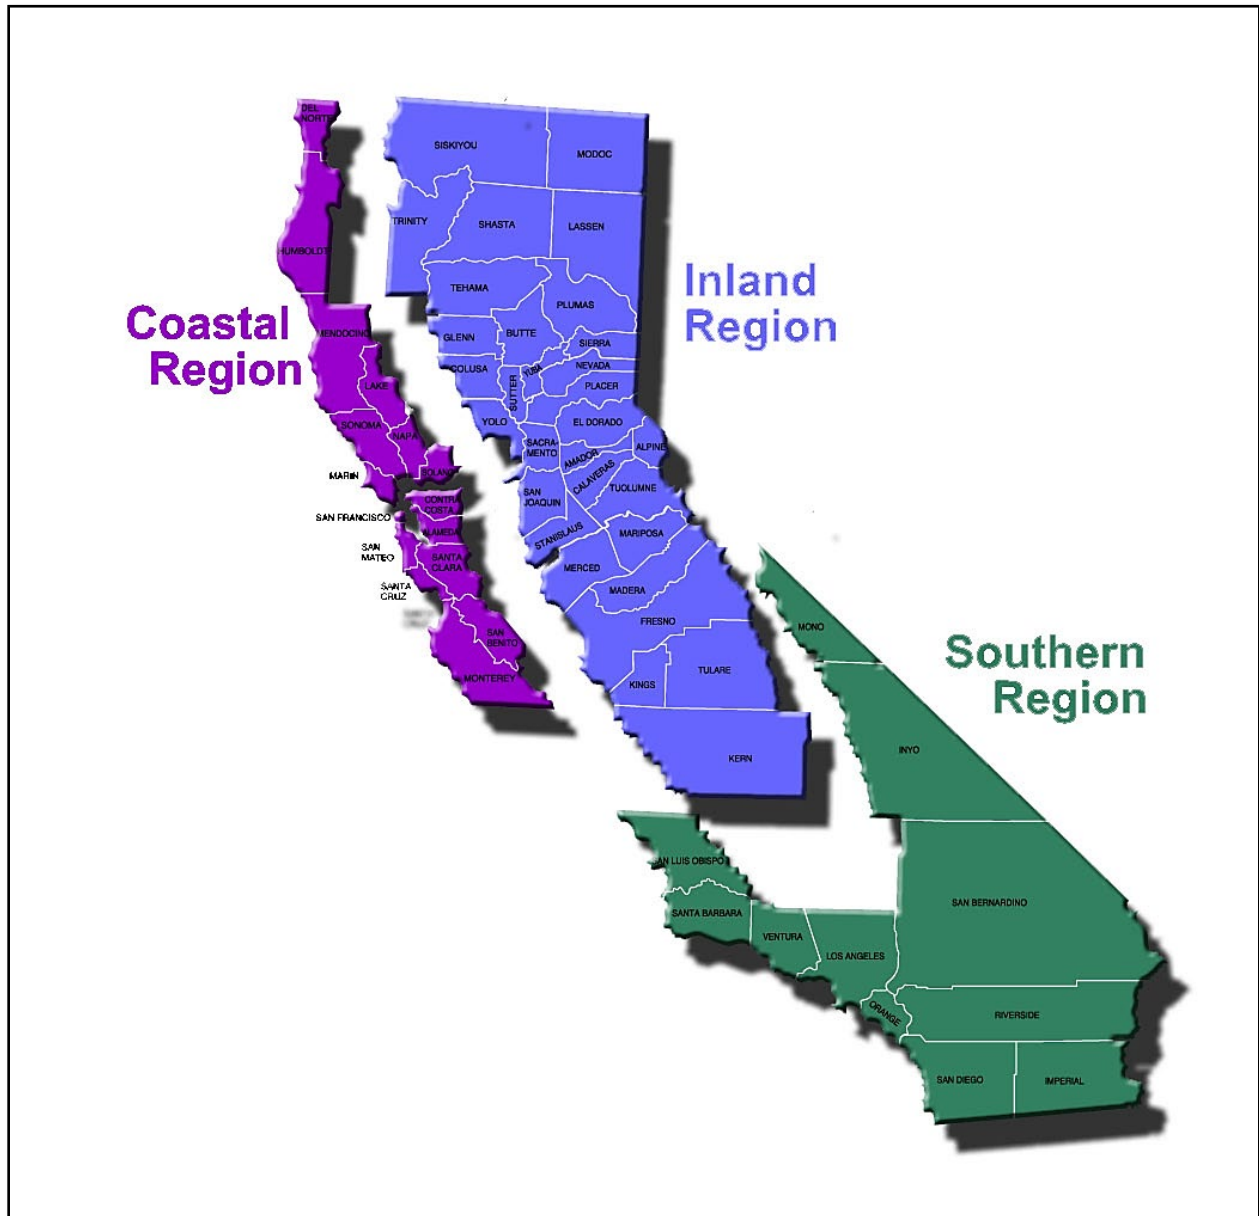 DEL
NORT
SISKIYOU
MODOC
TRINITY
SHASTA
LASSEN
HUMBOLDT
Inland
Region
TEHAMA
PLUMAS
Coastal
Region
MENDOCINO
GLENN
BUTTE
SIERRA
COLUSA
YUBA
NEVADA
SUTTER
PLACER
LAKE
SONOMA
NAPA
YOLO
EL DORADO
SACRA-
MENTO
AMADOR
ALPINE
MARIN
SOLANO
CALAVERAS
TUOLUMNE
SAN
JOAQUIN
CONTRA
COSTA
SAN FRANCISCO
ALAMEDA
STANISLAUS
MARIPOSA
SAN
MATEO
SANTA
CLARA
MERCED
SANTA
CRUZ
MADERA
FRESNO
MONO
SAN
BENITO
MONTEREY
KINGS
TULARE
Southern
Region
INYO
KERN
AN LUIS OBISPO
SANTA BARBARA
SAN BERNARDINO
VENTURA
LOS ANGELES
ORANGE
RIVERSIDE
SAN DIEGO
IMPERIAL